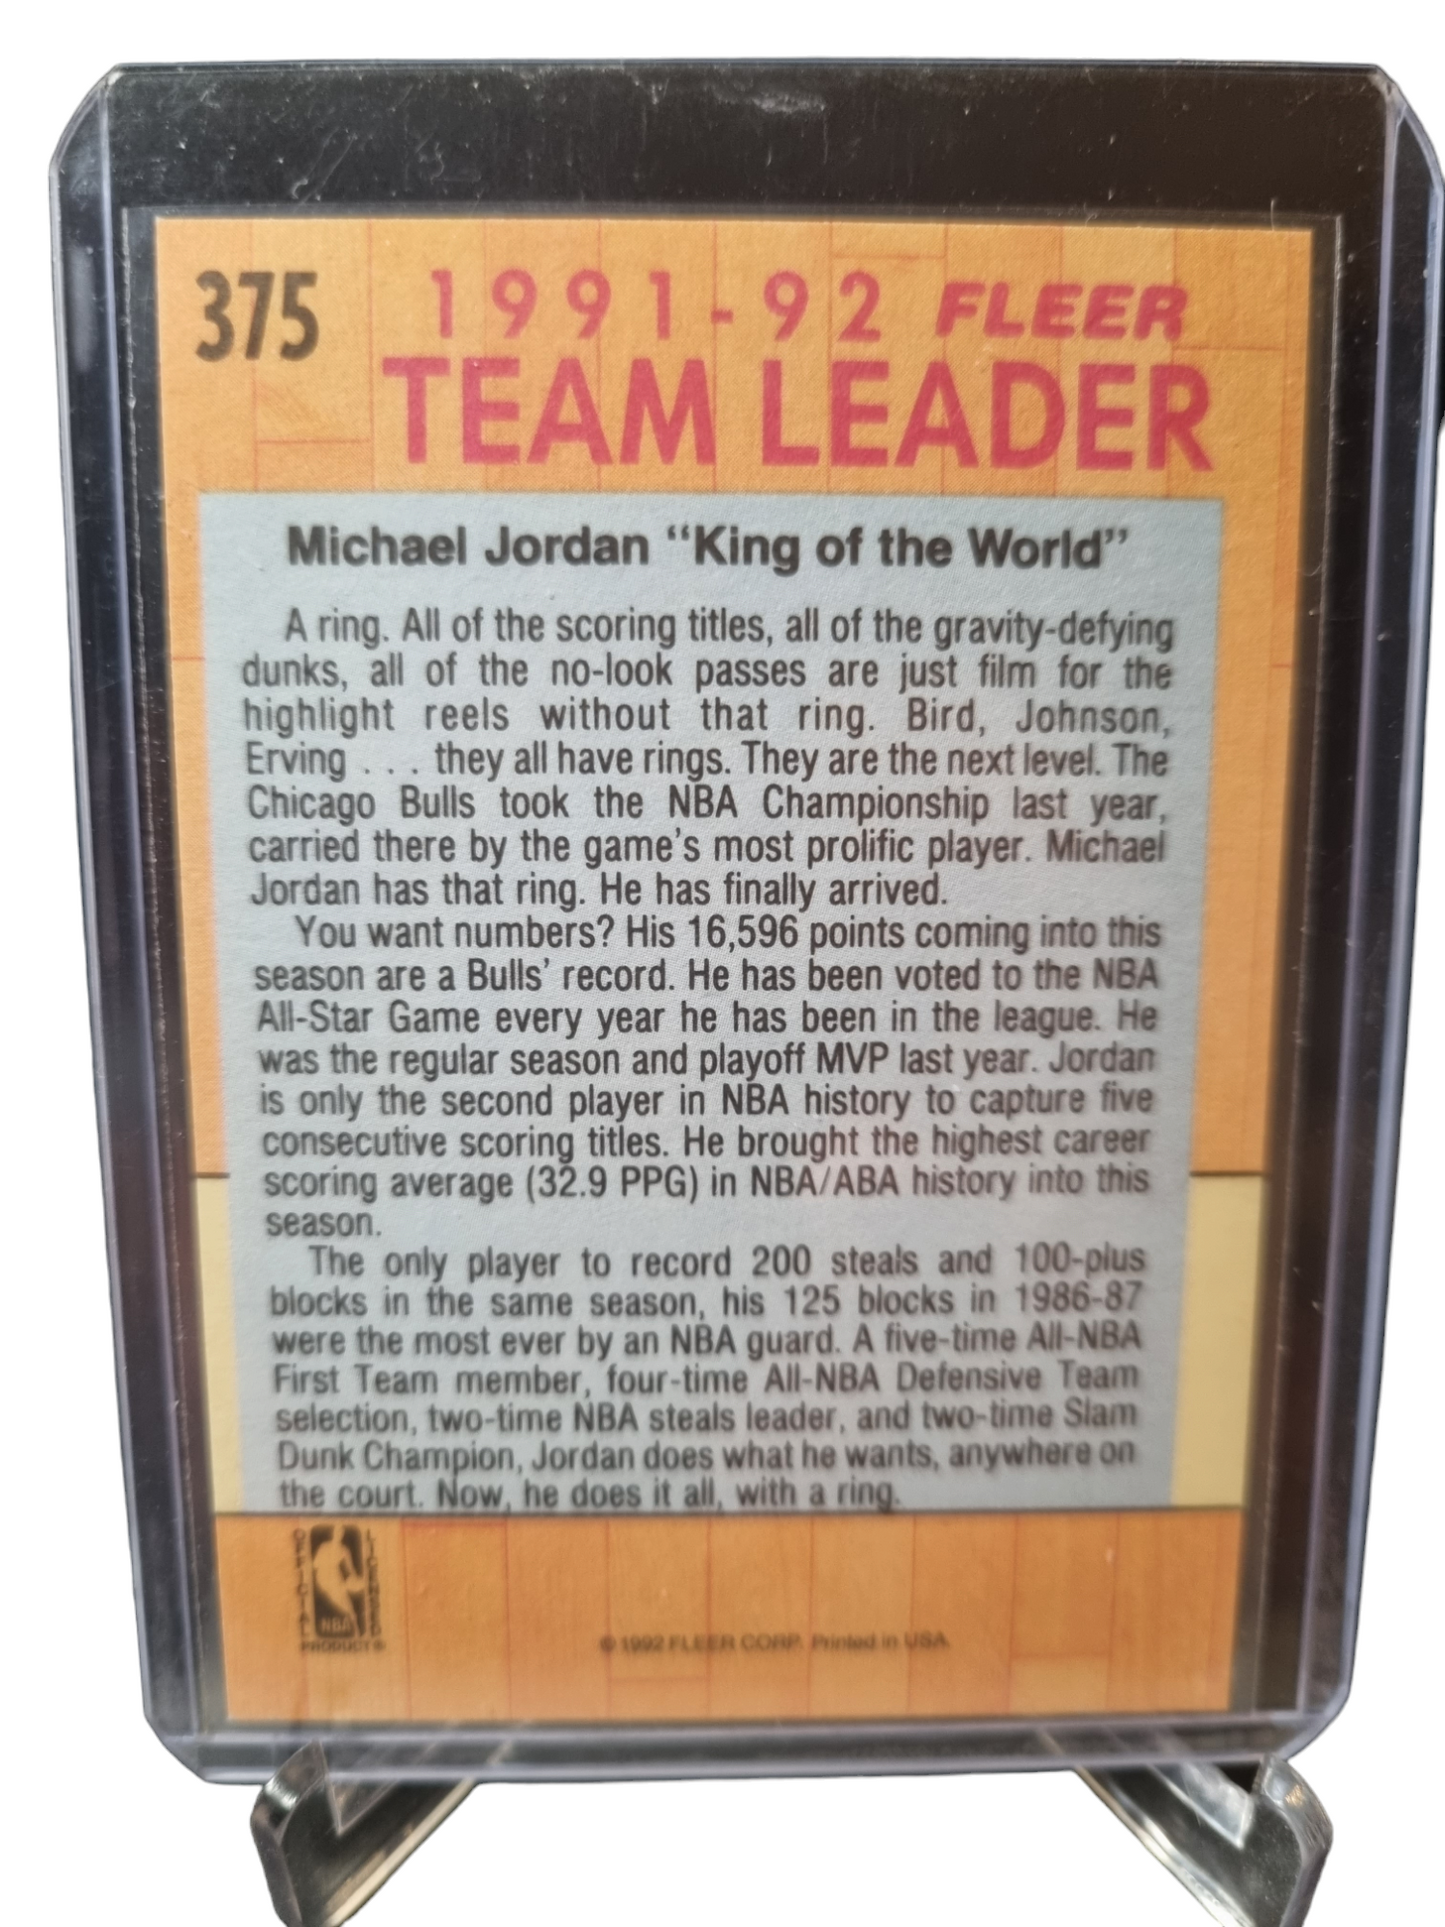 375
1991-92 FLEER
TEAM LEADER
Michael Jordan “King of the World”
A ring. All of the scoring titles, all of the gravity-defying
dunks, all of the no-look passes are just film for the
highlight reels without that ring. Bird, Johnson,
Erving . . . they all have rings. They are the next level. The
Chicago Bulls took the NBA Championship last year,
carried there by the game's most prolific player. Michael
Jordan has that ring. He has finally arrived.
You want numbers? His 16,596 points coming into this
season are a Bulls' record. He has been voted to the NBA
All-Star Game every year he has been in the league. He
was the regular season and playoff MVP last year. Jordan
is only the second player in NBA history to capture five
consecutive scoring titles. He brought the highest career
scoring average (32.9 PPG) in NBA/ABA history into this
season.
The only player to record 200 steals and 100-plus
blocks in the same season, his 125 blocks in 1986-87
were the most ever by an NBA guard. A five-time All-NBA
First Team member, four-time All-NBA Defensive Team
selection, two-time NBA steals leader, and two-time Slam
Dunk Champion, Jordan does what he wants, anywhere on
the court. Now, he does it all, with a ring.
OFFICIAL
LICENSED
NBA
PRODUCT®
© 1992 FLEER CORP. Printed in USA